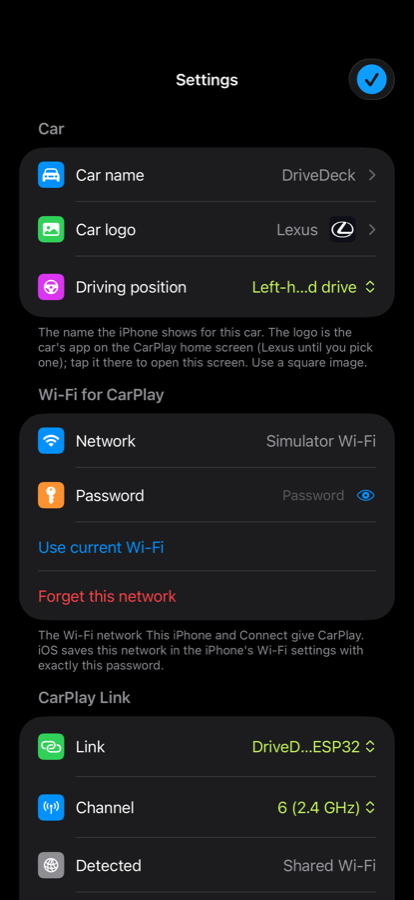 Settings
Car
Car name
DriveDeck
Car logo
Lexus
Driving position
Left-h...d drive
The name the iPhone shows for this car. The logo is the
car's app on the CarPlay home screen (Lexus until you pick
one); tap it there to open this screen. Use a square image.
Wi-Fi for CarPlay
Network
Simulator Wi-Fi
Password
Password
Use current Wi-Fi
Forget this network
The Wi-Fi network This iPhone and Connect give CarPlay.
iOS saves this network in the iPhone's Wi-Fi settings with
exactly this password.
CarPlay Link
Link
DriveD...ESP32
Channel
6 (2.4 GHz)
Detected
Shared Wi-Fi